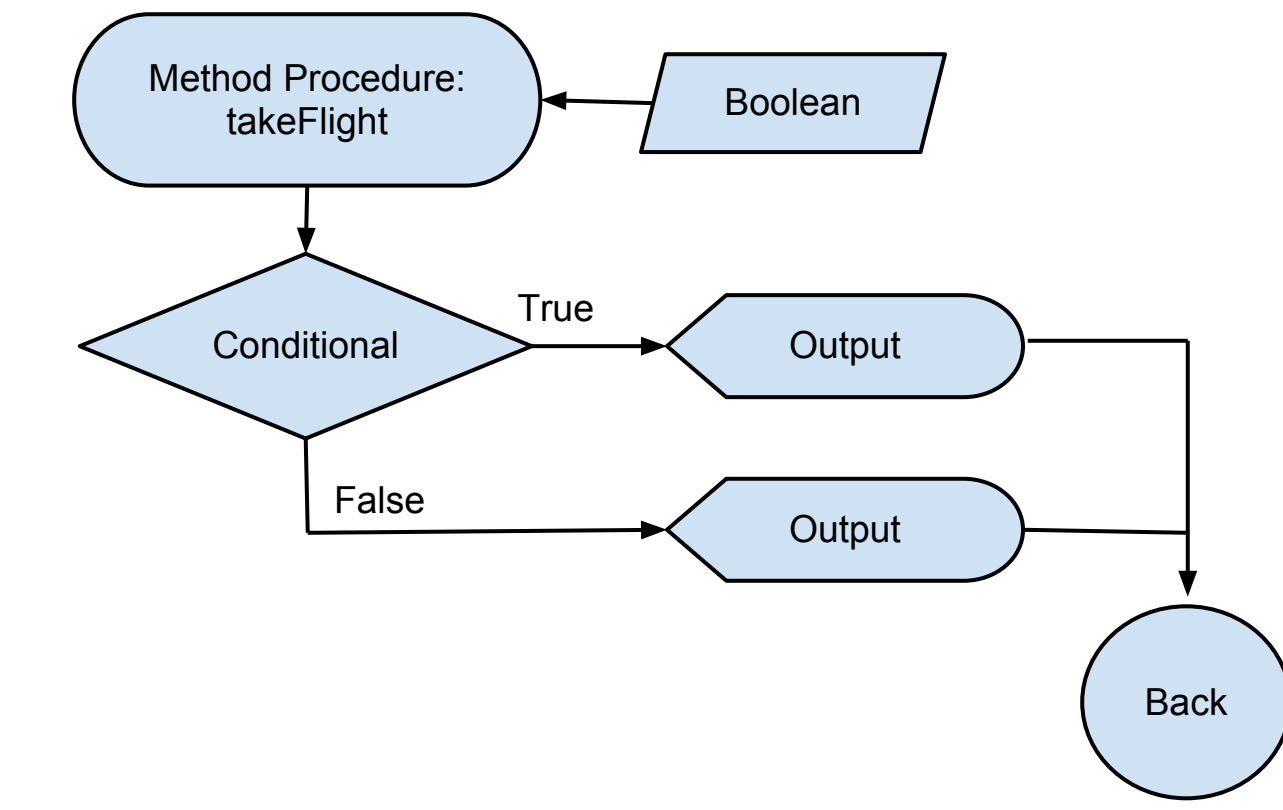 Method Procedure:
takeFlight
Boolean
Conditional
True
Output
False
Output
Back